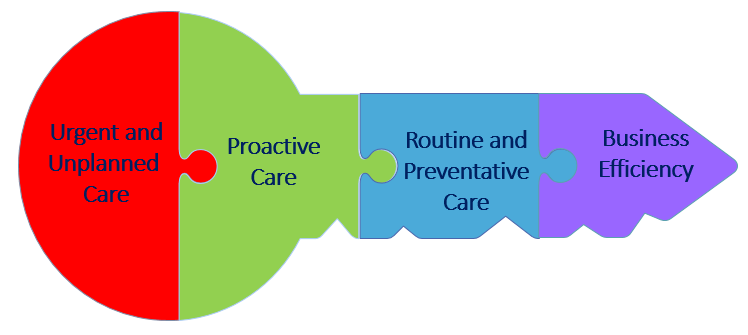 Urgent and
Unplanned
Care
Proactive
Care
Routine and
Preventative
Care
Business
Efficiency